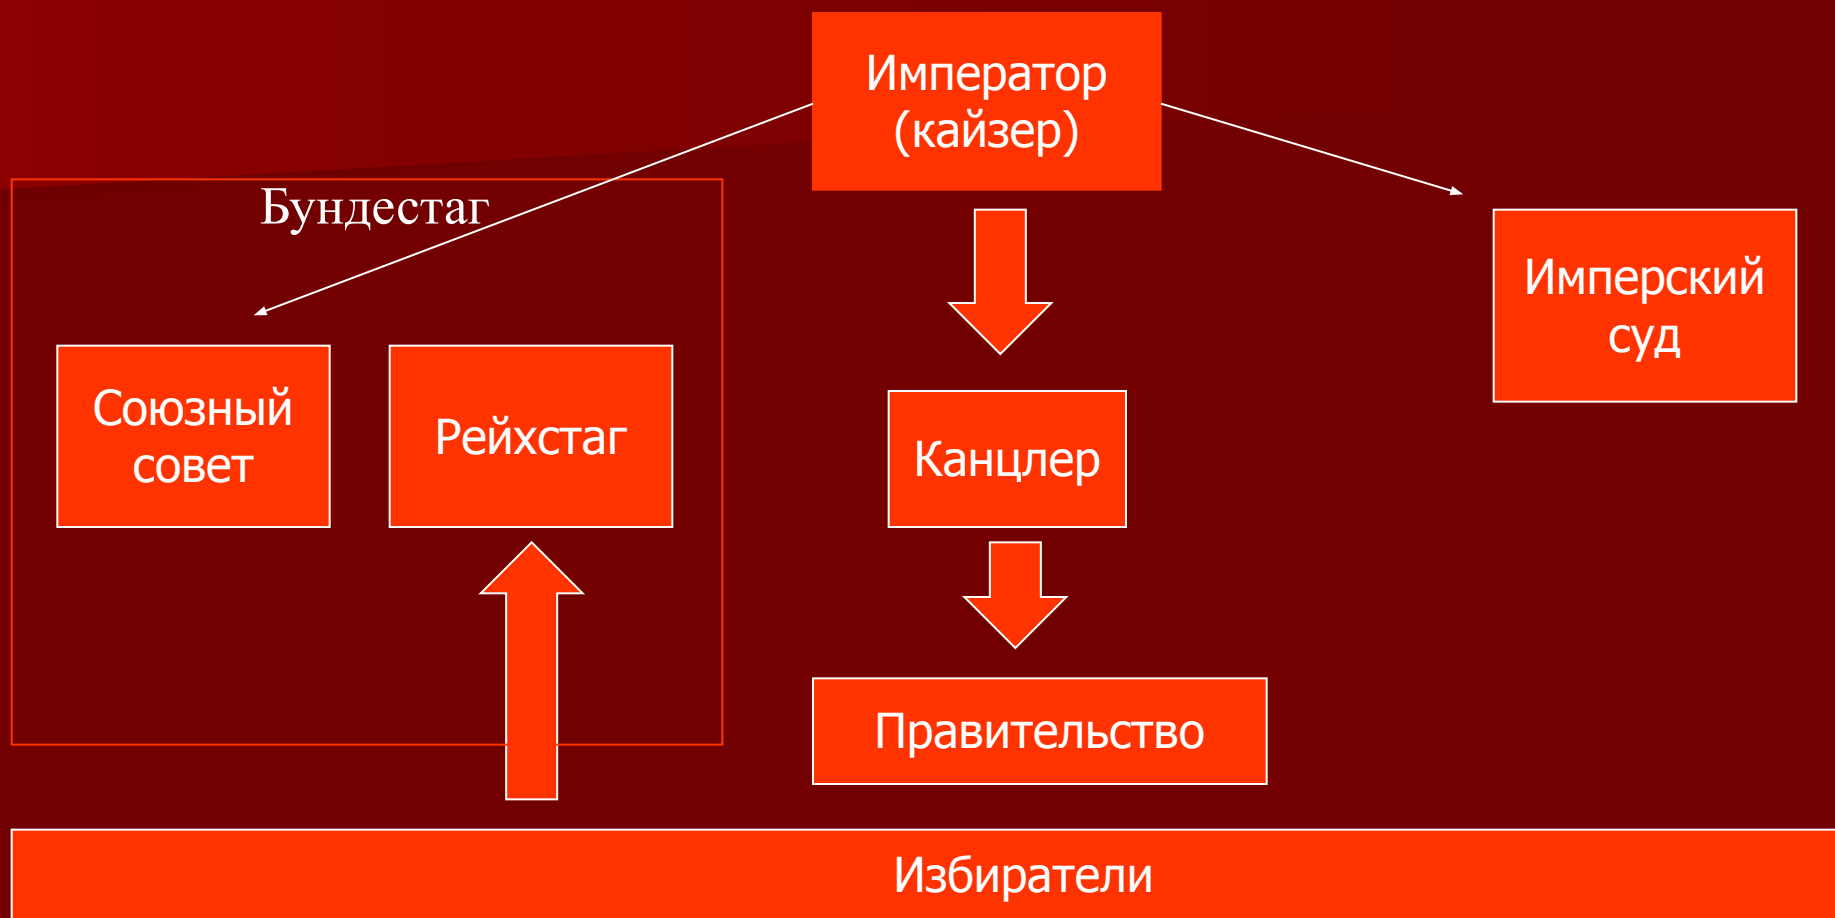 Император
(кайзер)
Бундестаг
Имперский
суд
Союзный
совет
Рейхстаг
Канцлер
Правительство
Избиратели